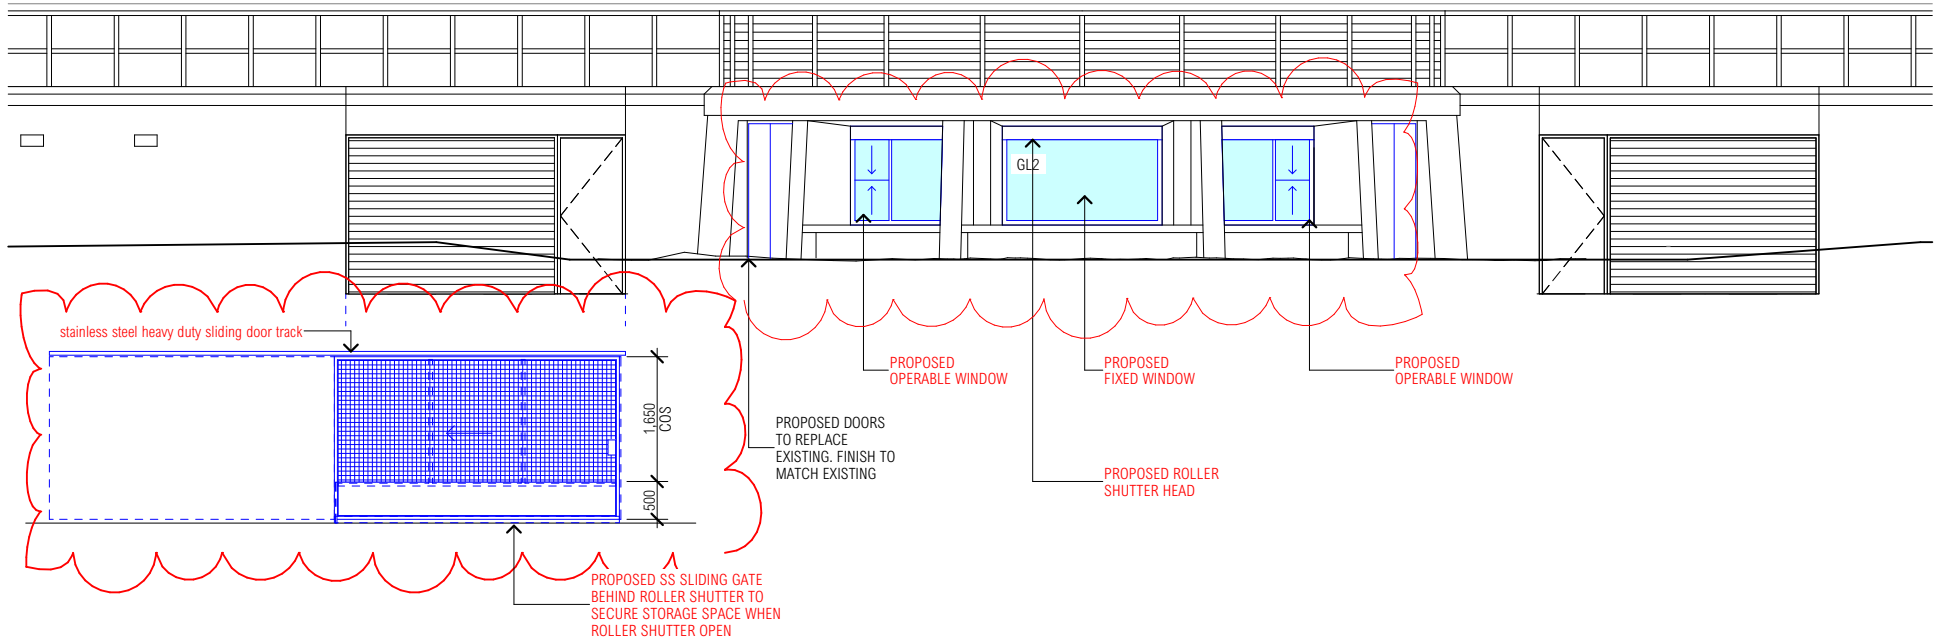 GL2
stainless steel heavy duty sliding door track
PROPOSED
OPERABLE WINDOW
PROPOSED
FIXED WINDOW
PROPOSED
OPERABLE WINDOW
1,650
COS
500
PROPOSED DOORS
TO REPLACE
EXISTING. FINISH TO
MATCH EXISTING
PROPOSED ROLLER
SHUTTER HEAD
PROPOSED SS SLIDING GATE
BEHIND ROLLER SHUTTER TO
SECURE STORAGE SPACE WHEN
ROLLER SHUTTER OPEN